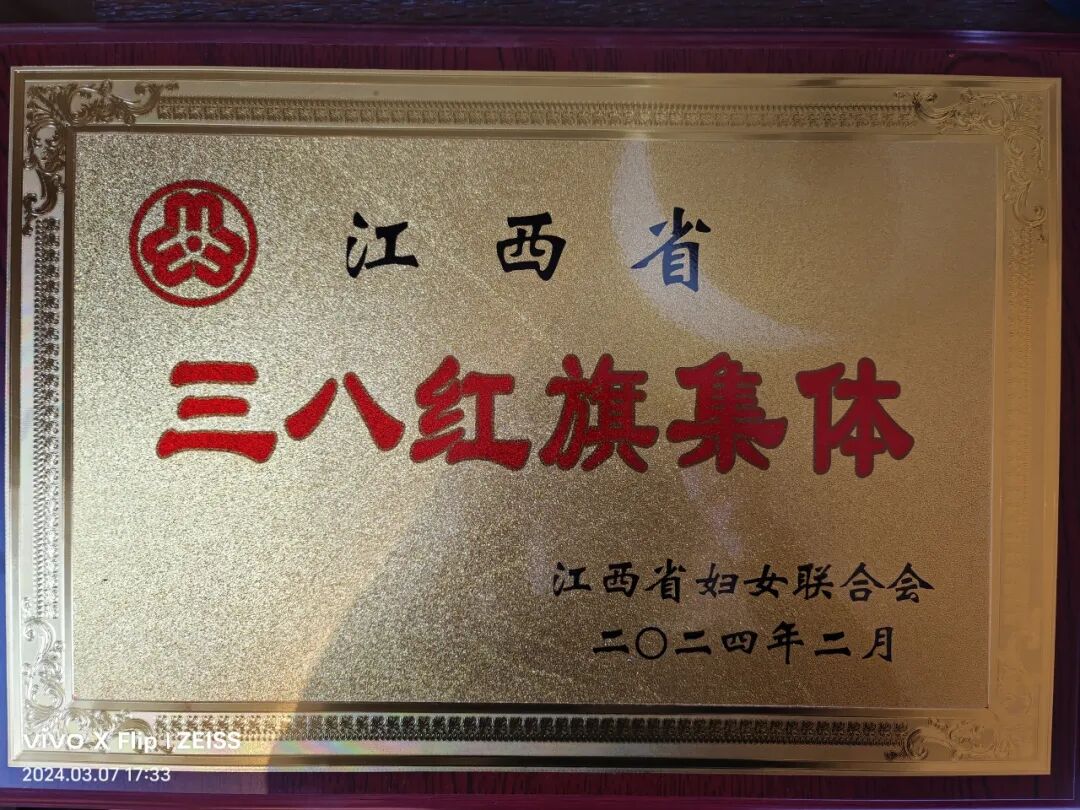 江西省
三八红旗集体
江西省妇女联合会
二〇二四年二月
vivo X Flip | ZEISS
2024.03.07 17:33